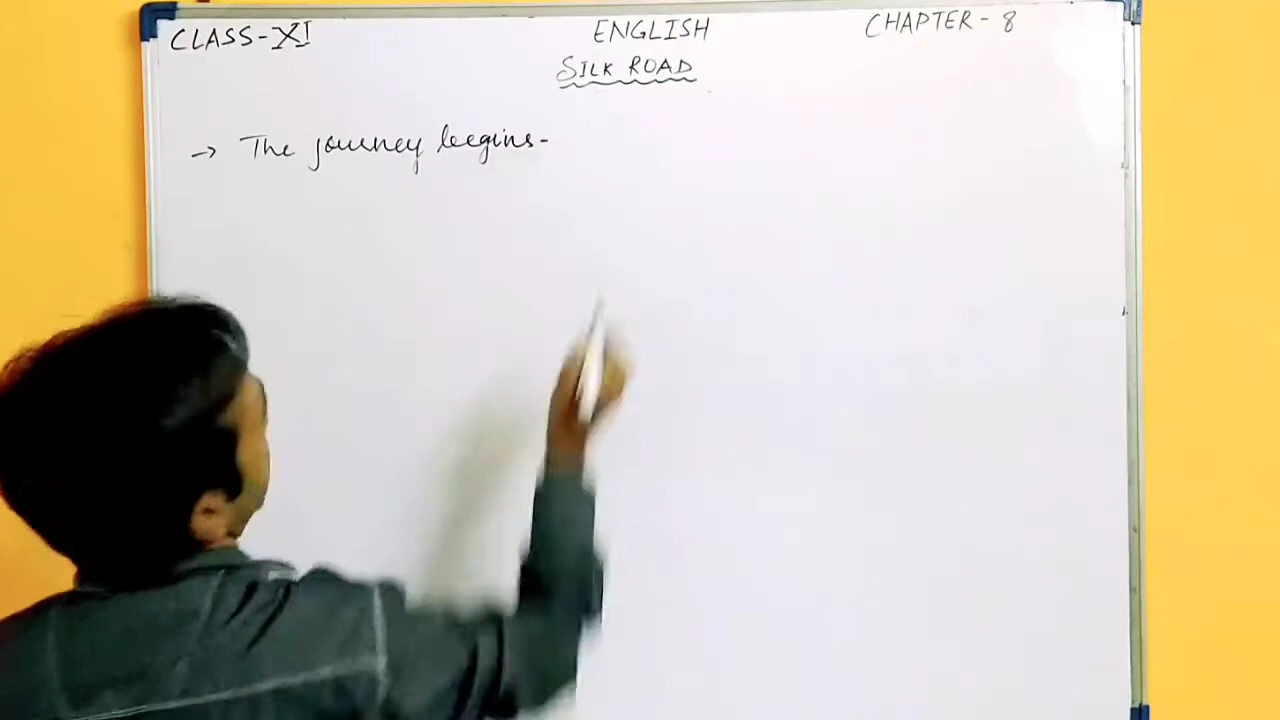 CLASS-XI ENGLISH CHAPTER-8
SILK ROAD
→ The journey begins-